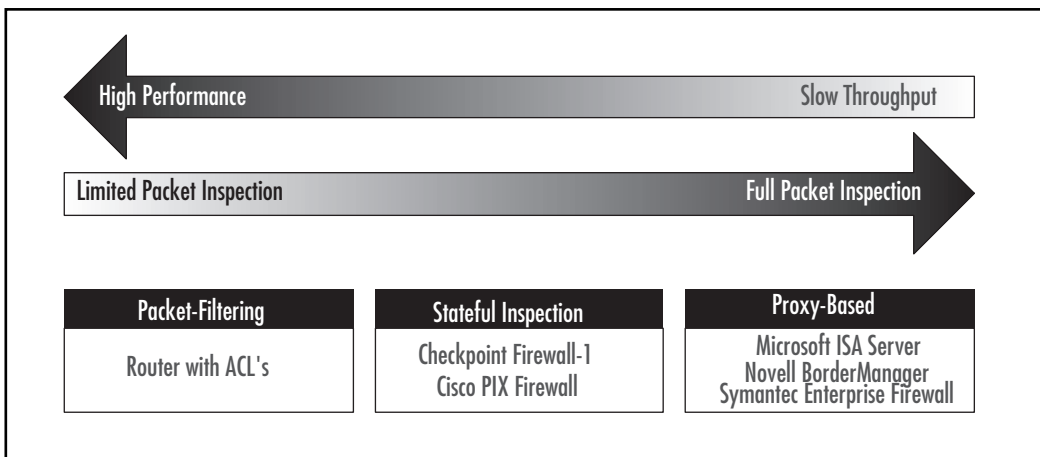 High Performance
Slow Throughput
Limited Packet Inspection
Full Packet Inspection
Packet-Filtering
Router with ACL's
Stateful Inspection
Checkpoint Firewall-1
Cisco PIX Firewall
Proxy-Based
Microsoft ISA Server
Novell BorderManager
Symantec Enterprise Firewall